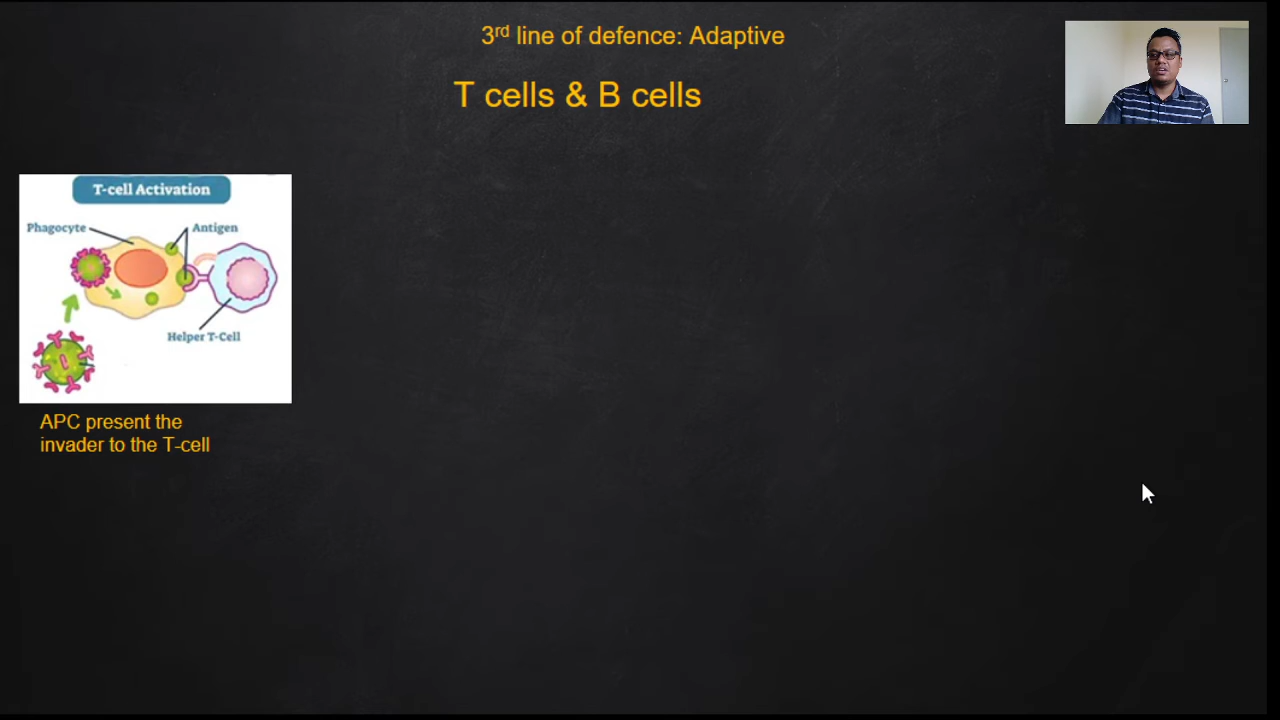 3rd line of defence: Adaptive
T cells & B cells
T-cell Activation
Phagocyte
Antigen
Helper T-Cell
APC present the
invader to the T-cell